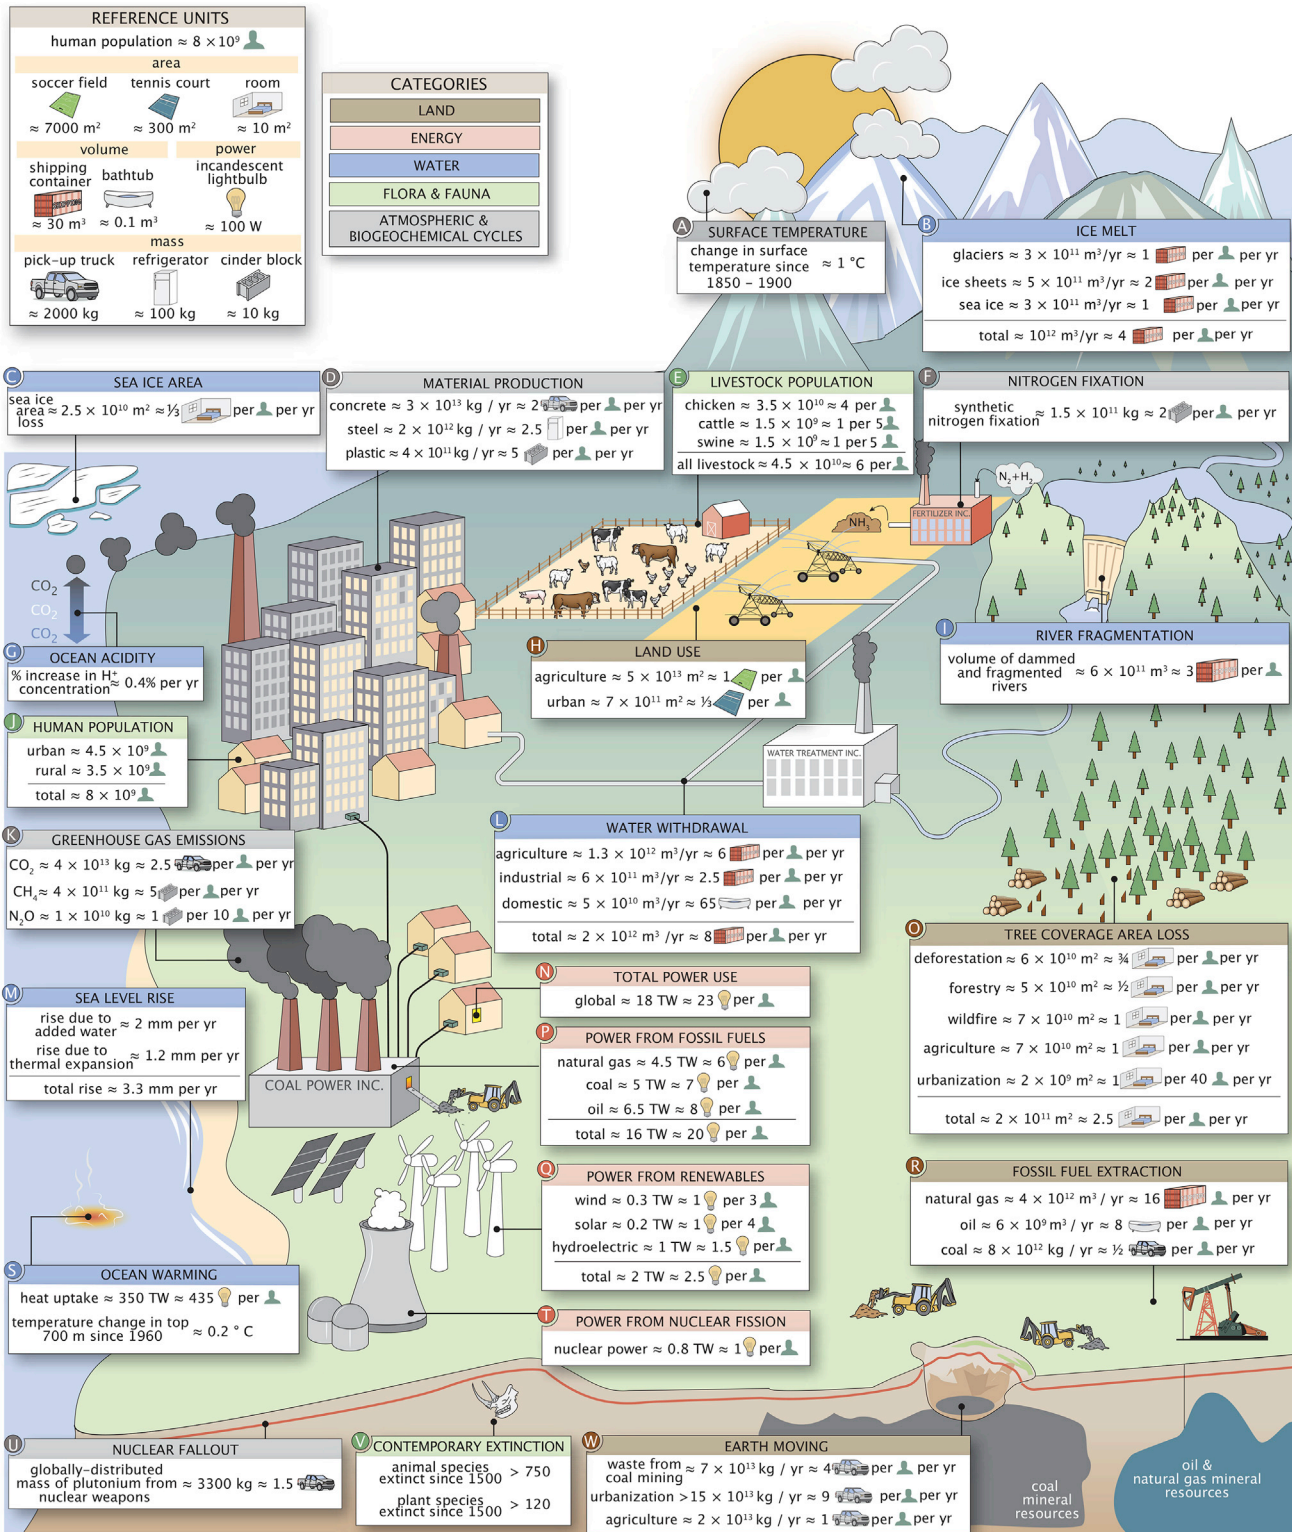 REFERENCE UNITS
human population ≈ 8 × 10⁹
area
soccer field tennis court room
≈ 7000 m² ≈ 300 m² ≈ 10 m²
volume power
shipping container bathtub incandescent lightbulb
≈ 30 m³ ≈ 0.1 m³ ≈ 100 W
mass
pick-up truck refrigerator cinder block
≈ 2000 kg ≈ 100 kg ≈ 10 kg
CATEGORIES
LAND
ENERGY
WATER
FLORA & FAUNA
ATMOSPHERIC &
BIOGEOCHEMICAL CYCLES
A SURFACE TEMPERATURE
change in surface
temperature since ≈ 1 °C
1850 – 1900
B ICE MELT
glaciers ≈ 3 × 10¹¹ m³/yr ≈ 1 per per yr
ice sheets ≈ 5 × 10¹¹ m³/yr ≈ 2 per per yr
sea ice ≈ 3 × 10¹¹ m³/yr ≈ 1 per per yr
total ≈ 10¹² m³/yr ≈ 4 per per yr
C SEA ICE AREA
sea ice
area ≈ 2.5 × 10¹⁰ m² ≈ ⅓ per per yr
loss
D MATERIAL PRODUCTION
concrete ≈ 3 × 10¹³ kg / yr ≈ 2 per per yr
steel ≈ 2 × 10¹² kg / yr ≈ 2.5 per per yr
plastic ≈ 4 × 10¹¹ kg / yr ≈ 5 per per yr
E LIVESTOCK POPULATION
chicken ≈ 3.5 × 10¹⁰ ≈ 4 per
cattle ≈ 1.5 × 10⁹ ≈ 1 per 5
swine ≈ 1.5 × 10⁹ ≈ 1 per 5
all livestock ≈ 4.5 × 10¹⁰ ≈ 6 per
F NITROGEN FIXATION
synthetic
nitrogen fixation ≈ 1.5 × 10¹¹ kg ≈ 2 per per yr
N₂+H₂
FERTILIZER INC.
NH₃
CO₂
CO₂
CO₂
G OCEAN ACIDITY
% increase in H⁺
concentration ≈ 0.4% per yr
H LAND USE
agriculture ≈ 5 × 10¹³ m² ≈ 1 per
urban ≈ 7 × 10¹¹ m² ≈ ⅓ per
I RIVER FRAGMENTATION
volume of dammed
and fragmented ≈ 6 × 10¹¹ m³ ≈ 3 per
rivers
J HUMAN POPULATION
urban ≈ 4.5 × 10⁹
rural ≈ 3.5 × 10⁹
total ≈ 8 × 10⁹
WATER TREATMENT INC.
K GREENHOUSE GAS EMISSIONS
CO₂ ≈ 4 × 10¹³ kg ≈ 2.5 per per yr
CH₄ ≈ 4 × 10¹¹ kg ≈ 5 per per yr
N₂O ≈ 1 × 10¹⁰ kg ≈ 1 per 10 per yr
L WATER WITHDRAWAL
agriculture ≈ 1.3 × 10¹² m³/yr ≈ 6 per per yr
industrial ≈ 6 × 10¹¹ m³/yr ≈ 2.5 per per yr
domestic ≈ 5 × 10¹⁰ m³/yr ≈ 65 per per yr
total ≈ 2 × 10¹² m³ /yr ≈ 8 per per yr
M SEA LEVEL RISE
rise due to
added water ≈ 2 mm per yr
rise due to
thermal expansion ≈ 1.2 mm per yr
total rise ≈ 3.3 mm per yr
COAL POWER INC.
N TOTAL POWER USE
global ≈ 18 TW ≈ 23 per
O TREE COVERAGE AREA LOSS
deforestation ≈ 6 × 10¹⁰ m² ≈ ¾ per per yr
forestry ≈ 5 × 10¹⁰ m² ≈ ½ per per yr
wildfire ≈ 7 × 10¹⁰ m² ≈ 1 per per yr
agriculture ≈ 7 × 10¹⁰ m² ≈ 1 per per yr
urbanization ≈ 2 × 10⁹ m² ≈ 1 per 40 per yr
total ≈ 2 × 10¹¹ m² ≈ 2.5 per per yr
P POWER FROM FOSSIL FUELS
natural gas ≈ 4.5 TW ≈ 6 per
coal ≈ 5 TW ≈ 7 per
oil ≈ 6.5 TW ≈ 8 per
total ≈ 16 TW ≈ 20 per
Q POWER FROM RENEWABLES
wind ≈ 0.3 TW ≈ 1 per 3
solar ≈ 0.2 TW ≈ 1 per 4
hydroelectric ≈ 1 TW ≈ 1.5 per
total ≈ 2 TW ≈ 2.5 per
R FOSSIL FUEL EXTRACTION
natural gas ≈ 4 × 10¹² m³ / yr ≈ 16 per per yr
oil ≈ 6 × 10⁹ m³ / yr ≈ 8 per per yr
coal ≈ 8 × 10¹² kg / yr ≈ ½ per per yr
S OCEAN WARMING
heat uptake ≈ 350 TW ≈ 435 per
temperature change in top
700 m since 1960 ≈ 0.2 ° C
T POWER FROM NUCLEAR FISSION
nuclear power ≈ 0.8 TW ≈ 1 per
U NUCLEAR FALLOUT
globally-distributed
mass of plutonium from ≈ 3300 kg ≈ 1.5
nuclear weapons
V CONTEMPORARY EXTINCTION
animal species
extinct since 1500 > 750
plant species
extinct since 1500 > 120
W EARTH MOVING
waste from
coal mining ≈ 7 × 10¹³ kg / yr ≈ 4 per per yr
urbanization > 15 × 10¹³ kg / yr ≈ 9 per per yr
agriculture ≈ 2 × 10¹³ kg / yr ≈ 1 per per yr
coal
mineral
resources
oil &
natural gas mineral
resources